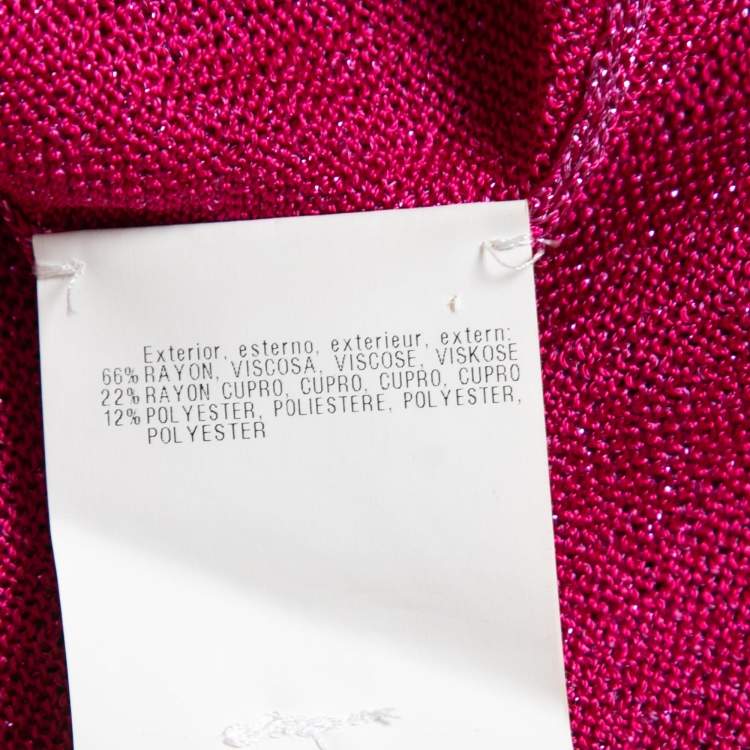 Exterior, esterno, exterieur, extern:
66% RAYON, VISCOSA, VISCOSE, VISKOSE
22% RAYON CUPRO, CUPRO, CUPRO, CUPRO
12% POLYESTER, POLIESTERE, POLYESTER,
POLYESTER